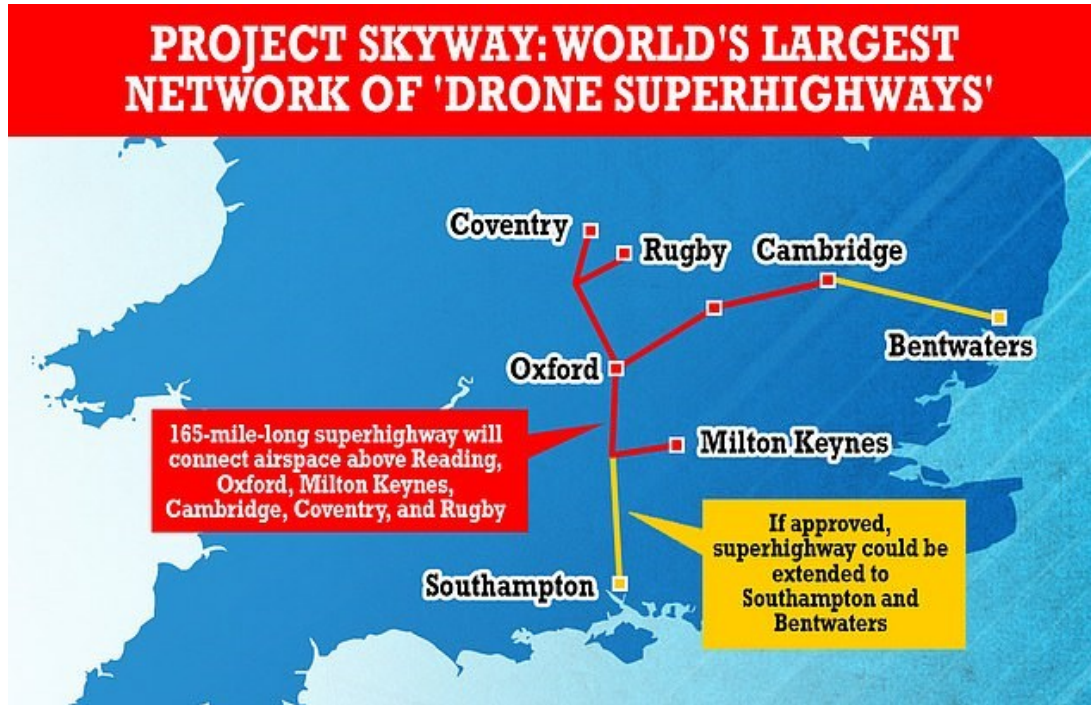 PROJECT SKYWAY: WORLD'S LARGEST
NETWORK OF 'DRONE SUPERHIGHWAYS'
Coventry
Rugby
Cambridge
Bentwaters
Oxford
165-mile-long superhighway will
connect airspace above Reading,
Oxford, Milton Keynes,
Cambridge, Coventry, and Rugby
Milton Keynes
If approved,
superhighway could be
extended to
Southampton and
Bentwaters
Southampton